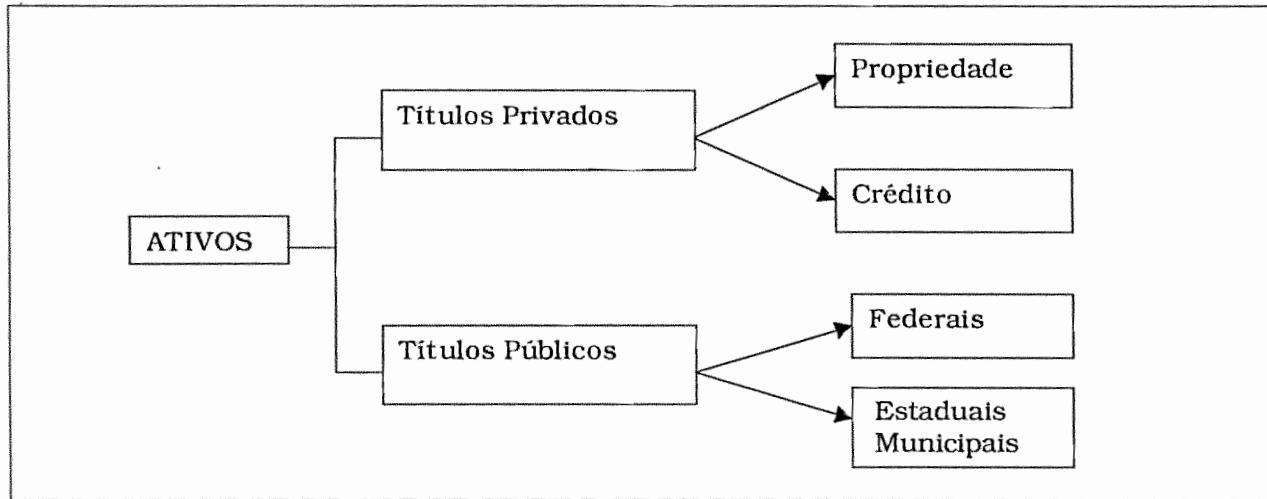 Propriedade
Títulos Privados
Crédito
ATIVOS
Federais
Títulos Públicos
Estaduais
Municipais